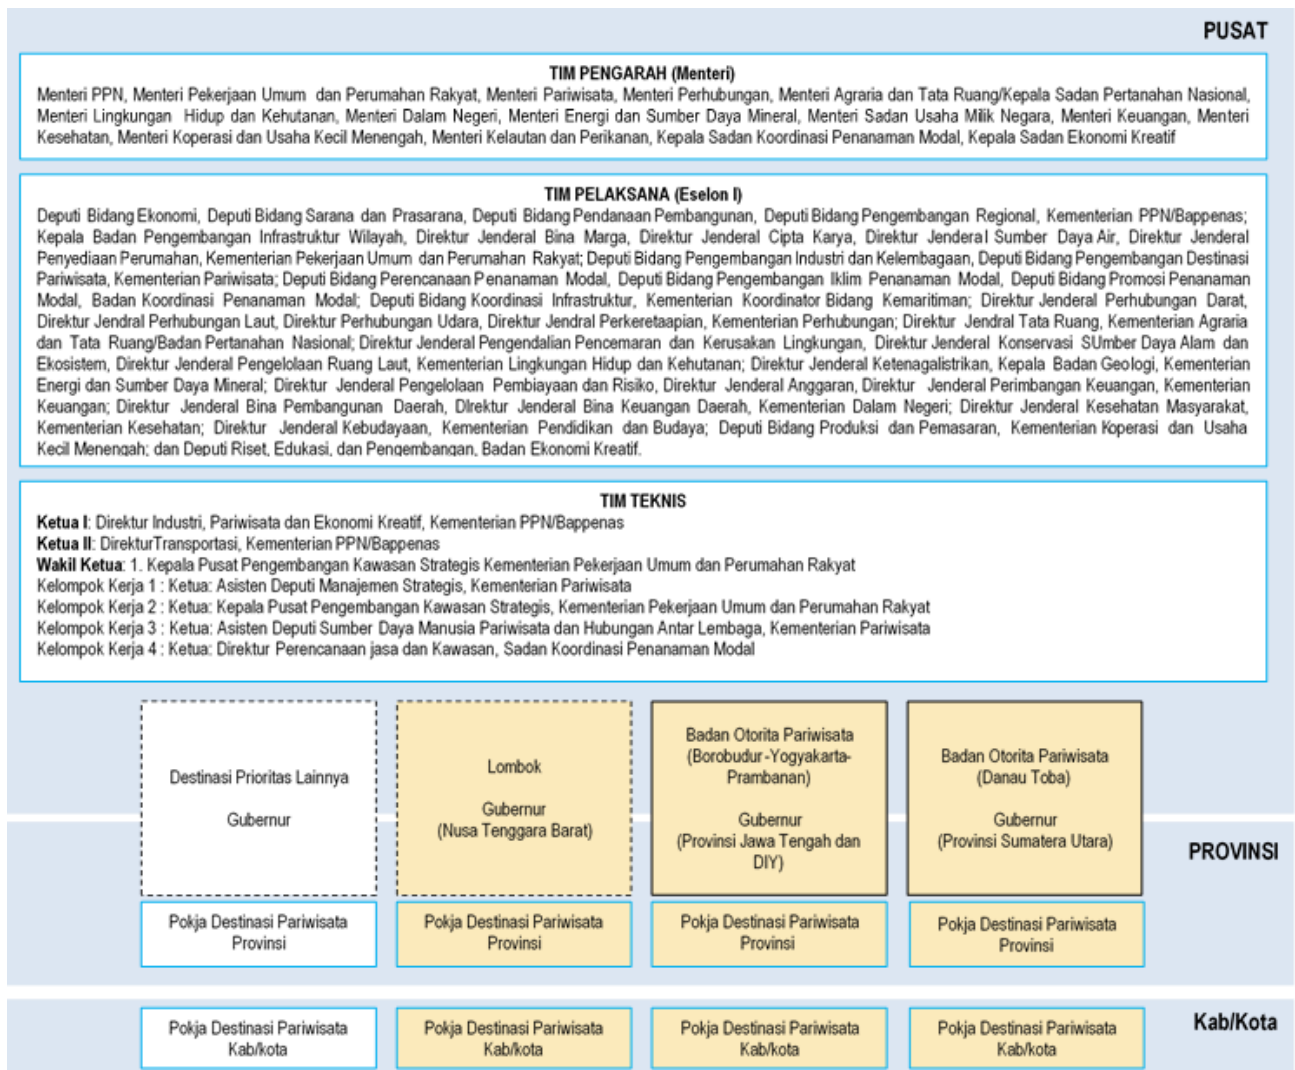 PUSAT
TIM PENGARAH (Menteri)
Menteri PPN, Menteri Pekerjaan Umum dan Perumahan Rakyat, Menteri Pariwisata, Menteri Perhubungan, Menteri Agraria dan Tata Ruang/Kepala Sadan Pertanahan Nasional,
Menteri Lingkungan Hidup dan Kehutanan, Menteri Dalam Negeri, Menteri Energi dan Sumber Daya Mineral, Menteri Sadan Usaha Milik Negara, Menteri Keuangan, Menteri
Kesehatan, Menteri Koperasi dan Usaha Kecil Menengah, Menteri Kelautan dan Perikanan, Kepala Sadan Koordinasi Penanaman Modal, Kepala Sadan Ekonomi Kreatif
TIM PELAKSANA (Eselon I)
Deputi Bidang Ekonomi, Deputi Bidang Sarana dan Prasarana, Deputi Bidang Pendanaan Pembangunan, Deputi Bidang Pengembangan Regional, Kementerian PPN/Bappenas;
Kepala Badan Pengembangan Infrastruktur Wilayah, Direktur Jenderal Bina Marga, Direktur Jenderal Cipta Karya, Direktur Jenderal Sumber Daya Air, Direktur Jenderal
Penyediaan Perumahan, Kementerian Pekerjaan Umum dan Perumahan Rakyat; Deputi Bidang Pengembangan Industri dan Kelembagaan, Deputi Bidang Pengembangan Destinasi
Pariwisata, Kementerian Pariwisata; Deputi Bidang Perencanaan Penanaman Modal, Deputi Bidang Pengembangan Iklim Penanaman Modal, Deputi Bidang Promosi Penanaman
Modal, Badan Koordinasi Penanaman Modal; Deputi Bidang Koordinasi Infrastruktur, Kementerian Koordinator Bidang Kemaritiman; Direktur Jenderal Perhubungan Darat,
Direktur Jendral Perhubungan Laut, Direktur Perhubungan Udara, Direktur Jendral Perkeretaapian, Kementerian Perhubungan; Direktur Jendral Tata Ruang, Kementerian Agraria
dan Tata Ruang/Badan Pertanahan Nasional; Direktur Jenderal Pengendalian Pencemaran dan Kerusakan Lingkungan, Direktur Jenderal Konservasi SUmber Daya Alam dan
Ekosistem, Direktur Jenderal Pengelolaan Ruang Laut, Kementerian Lingkungan Hidup dan Kehutanan; Direktur Jenderal Ketenagalistrikan, Kepala Badan Geologi, Kementerian
Energi dan Sumber Daya Mineral; Direktur Jenderal Pengelolaan Pembiayaan dan Risiko, Direktur Jenderal Anggaran, Direktur Jenderal Perimbangan Keuangan, Kementerian
Keuangan; Direktur Jenderal Bina Pembangunan Daerah, DIrektur Jenderal Bina Keuangan Daerah, Kementerian Dalam Negeri; Direktur Jenderal Kesehatan Masyarakat,
Kementerian Kesehatan; Direktur Jenderal Kebudayaan, Kementerian Pendidikan dan Budaya; Deputi Bidang Produksi dan Pemasaran, Kementerian Koperasi dan Usaha
Kecil Menengah; dan Deputi Riset, Edukasi, dan Pengembangan, Badan Ekonomi Kreatif.
TIM TEKNIS
Ketua I: Direktur Industri, Pariwisata dan Ekonomi Kreatif, Kementerian PPN/Bappenas
Ketua II: DirekturTransportasi, Kementerian PPN/Bappenas
Wakil Ketua: 1. Kepala Pusat Pengembangan Kawasan Strategis Kementerian Pekerjaan Umum dan Perumahan Rakyat
Kelompok Kerja 1 : Ketua: Asisten Deputi Manajemen Strategis, Kementerian Pariwisata
Kelompok Kerja 2 : Ketua: Kepala Pusat Pengembangan Kawasan Strategis, Kementerian Pekerjaan Umum dan Perumahan Rakyat
Kelompok Kerja 3 : Ketua: Asisten Deputi Sumber Daya Manusia Pariwisata dan Hubungan Antar Lembaga, Kementerian Pariwisata
Kelompok Kerja 4 : Ketua: Direktur Perencanaan jasa dan Kawasan, Sadan Koordinasi Penanaman Modal
Destinasi Prioritas Lainnya
Gubernur
Lombok
Gubernur
(Nusa Tenggara Barat)
Badan Otorita Pariwisata
(Borobudur-Yogyakarta-
Prambanan)
Gubernur
(Provinsi Jawa Tengah dan
DIY)
Badan Otorita Pariwisata
(Danau Toba)
Gubernur
(Provinsi Sumatera Utara)
PROVINSI
Pokja Destinasi Pariwisata
Provinsi
Pokja Destinasi Pariwisata
Provinsi
Pokja Destinasi Pariwisata
Provinsi
Pokja Destinasi Pariwisata
Provinsi
Kab/Kota
Pokja Destinasi Pariwisata
Kab/kota
Pokja Destinasi Pariwisata
Kab/kota
Pokja Destinasi Pariwisata
Kab/kota
Pokja Destinasi Pariwisata
Kab/kota